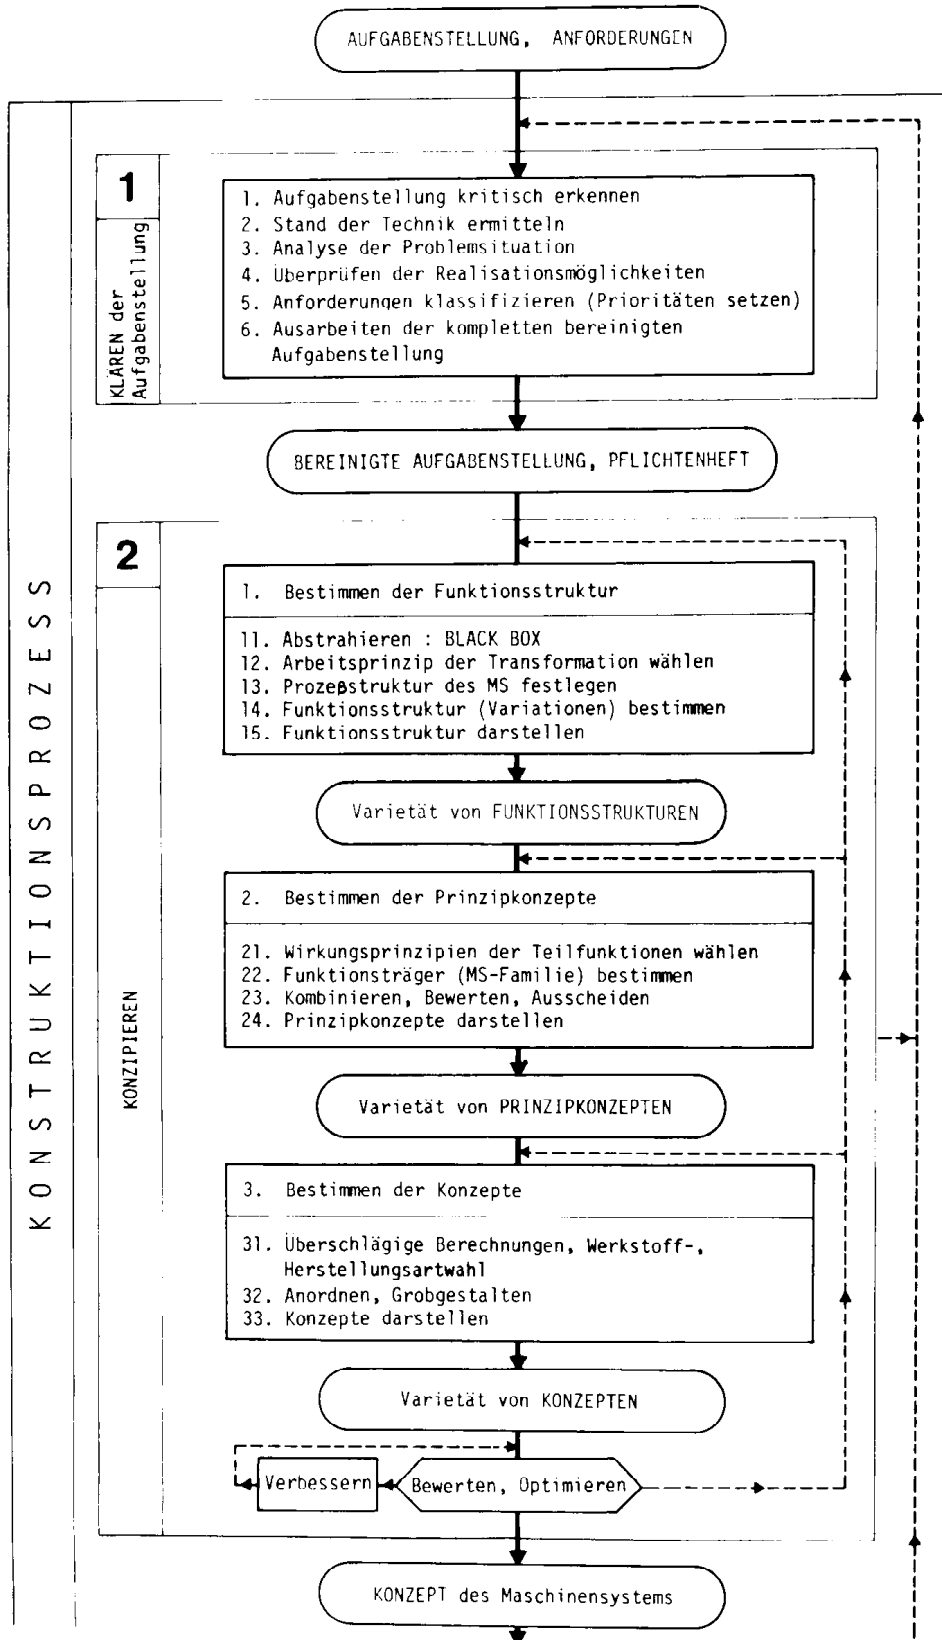 AUFGABENSTELLUNG, ANFORDERUNGEN
KONSTRUKTIONSPROZESS
1
KLÄREN der
Aufgabenstellung
1. Aufgabenstellung kritisch erkennen
2. Stand der Technik ermitteln
3. Analyse der Problemsituation
4. Überprüfen der Realisationsmöglichkeiten
5. Anforderungen klassifizieren (Prioritäten setzen)
6. Ausarbeiten der kompletten bereinigten
Aufgabenstellung
BEREINIGTE AUFGABENSTELLUNG, PFLICHTENHEFT
2
KONZIPIEREN
1. Bestimmen der Funktionsstruktur
11. Abstrahieren : BLACK BOX
12. Arbeitsprinzip der Transformation wählen
13. Prozeßstruktur des MS festlegen
14. Funktionsstruktur (Variationen) bestimmen
15. Funktionsstruktur darstellen
Varietät von FUNKTIONSSTRUKTUREN
2. Bestimmen der Prinzipkonzepte
21. Wirkungsprinzipien der Teilfunktionen wählen
22. Funktionsträger (MS-Familie) bestimmen
23. Kombinieren, Bewerten, Ausscheiden
24. Prinzipkonzepte darstellen
Varietät von PRINZIPKONZEPTEN
3. Bestimmen der Konzepte
31. Überschlägige Berechnungen, Werkstoff-,
Herstellungsartwahl
32. Anordnen, Grobgestalten
33. Konzepte darstellen
Varietät von KONZEPTEN
Verbessern
Bewerten, Optimieren
KONZEPT des Maschinensystems